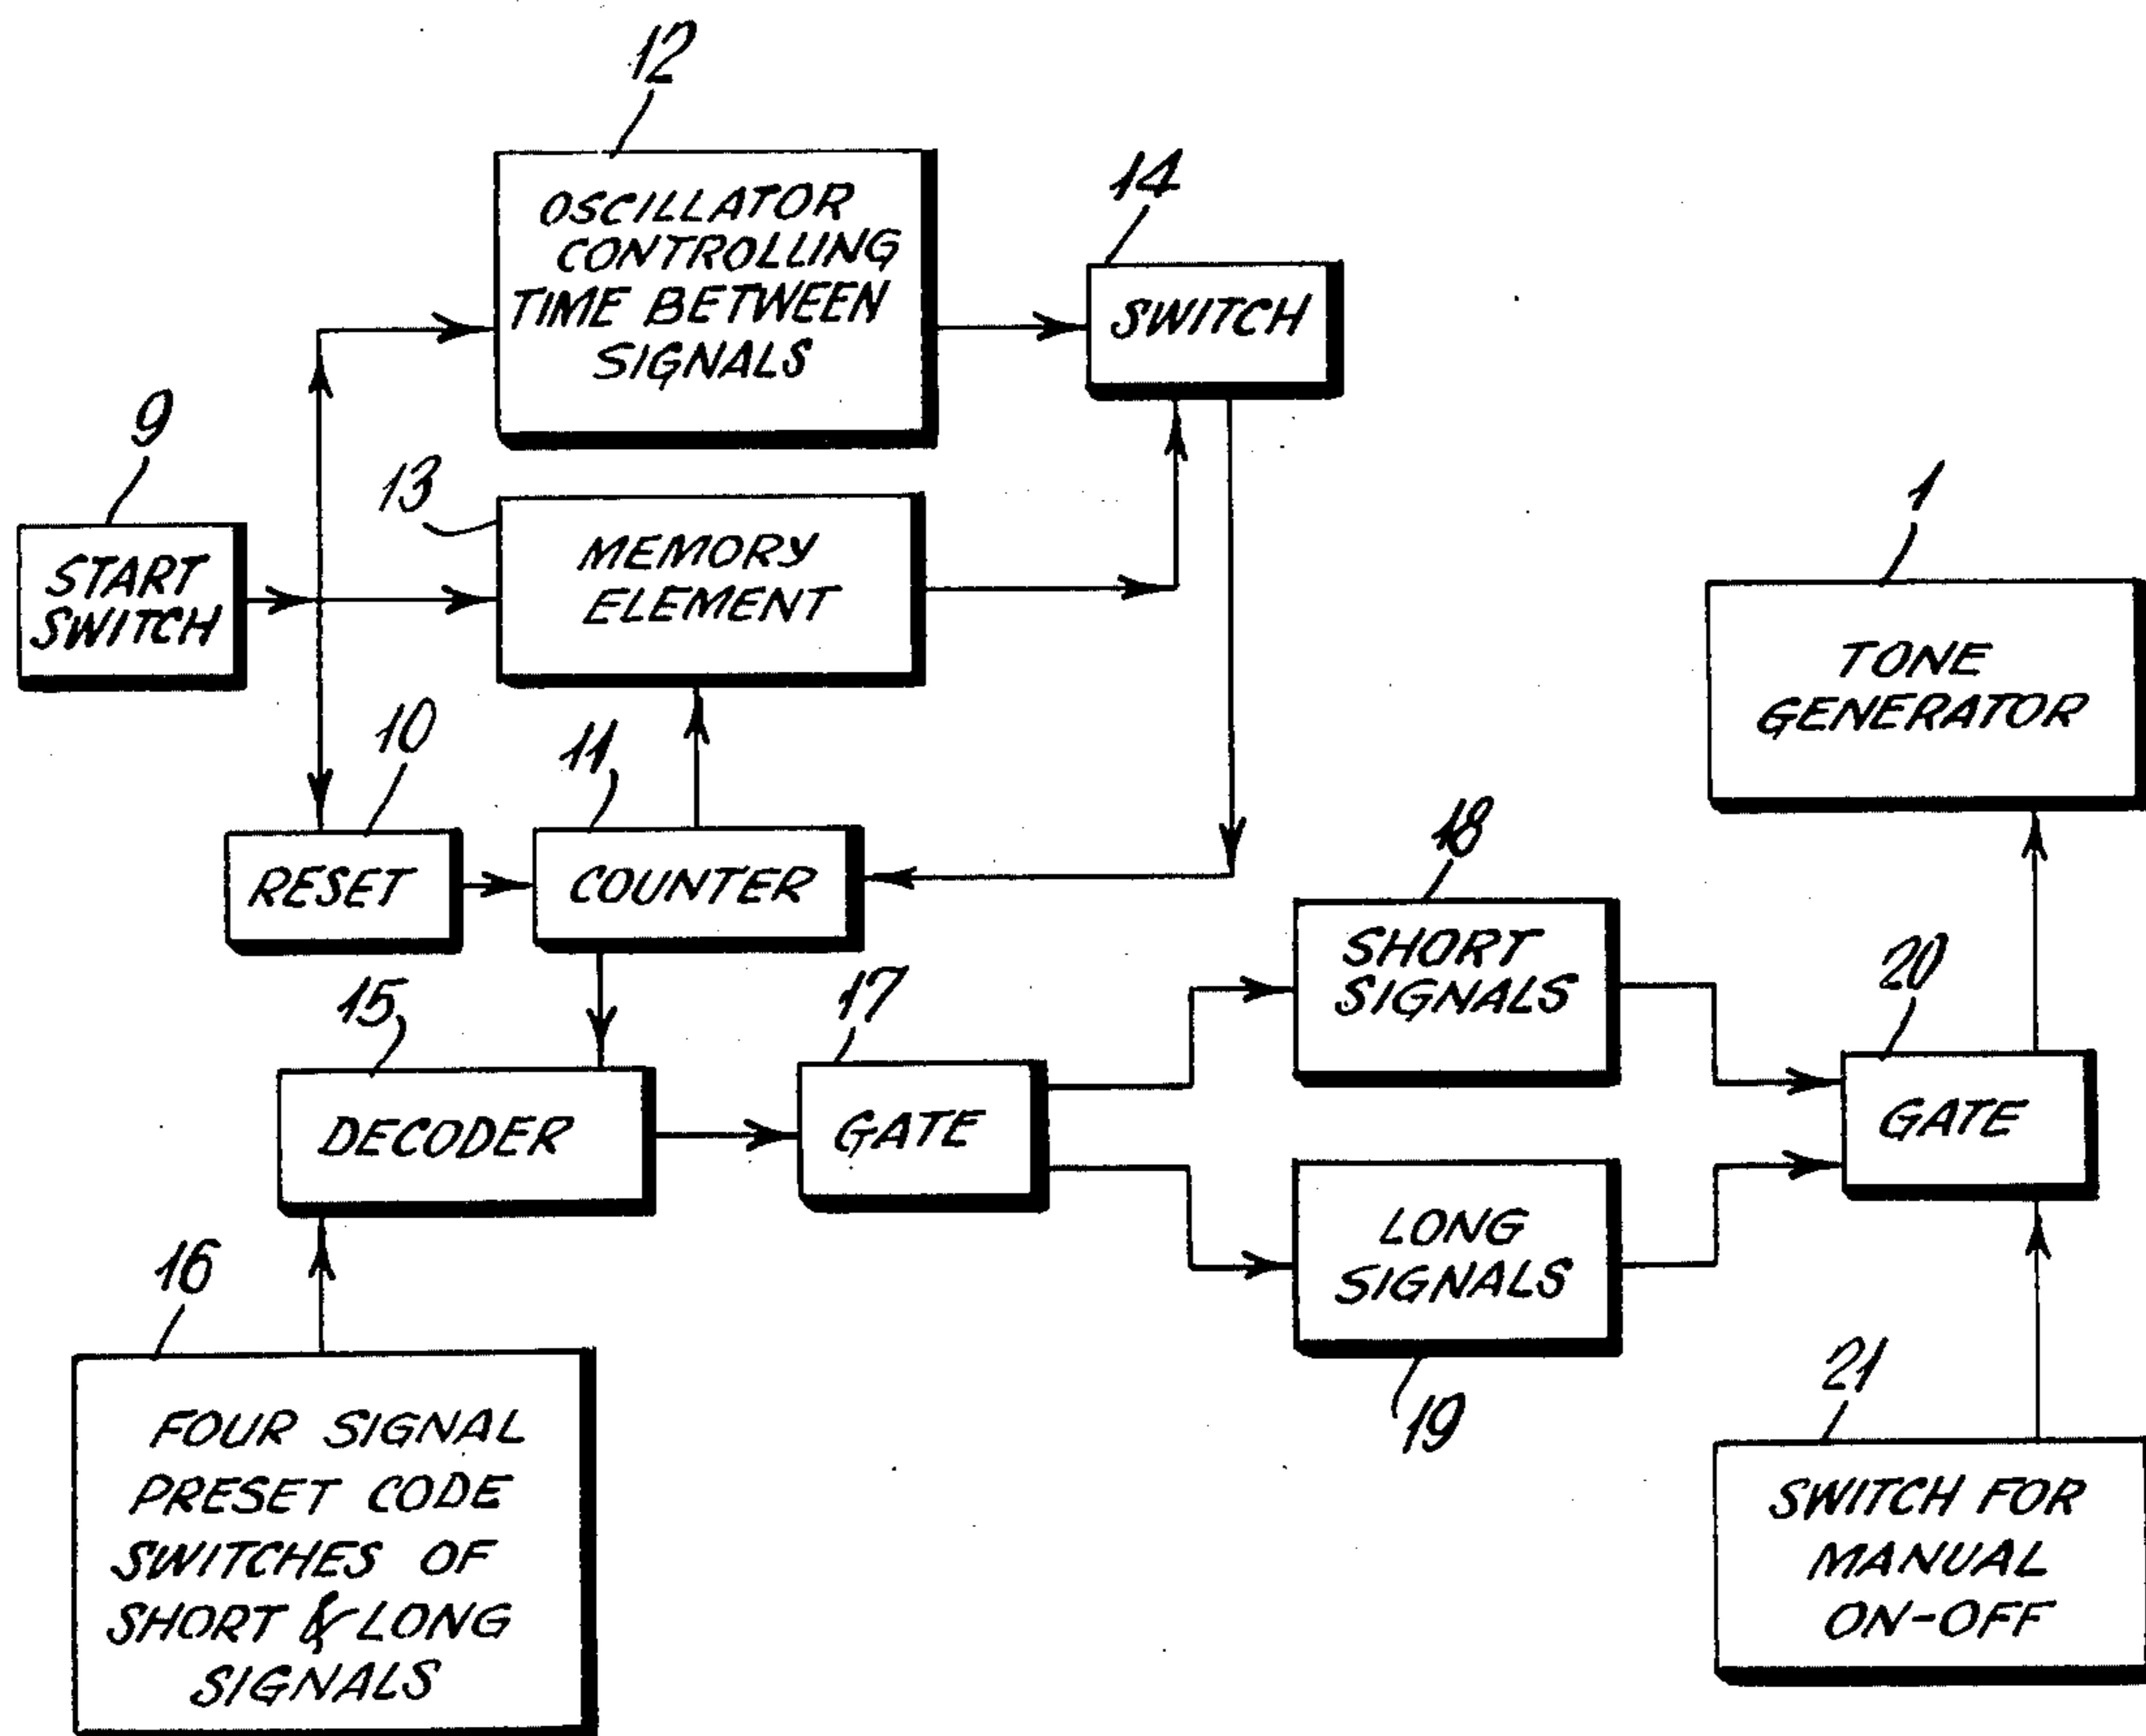 12
OSCILLATOR
CONTROLLING
TIME BETWEEN
SIGNALS
14
SWITCH
9
START
SWITCH
13
MEMORY
ELEMENT
1
TONE
GENERATOR
10
RESET
11
COUNTER
18
SHORT
SIGNALS
15
DECODER
17
GATE
20
GATE
16
FOUR SIGNAL
PRESET CODE
SWITCHES OF
SHORT & LONG
SIGNALS
LONG
SIGNALS
19
21
SWITCH FOR
MANUAL
ON-OFF